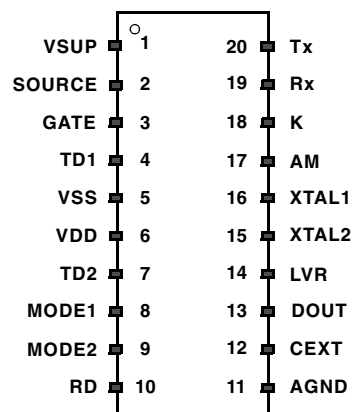 VSUP 1 20 Tx
SOURCE 2 19 Rx
GATE 3 18 K
TD1 4 17 AM
VSS 5 16 XTAL1
VDD 6 15 XTAL2
TD2 7 14 LVR
MODE1 8 13 DOUT
MODE2 9 12 CEXT
RD 10 11 AGND